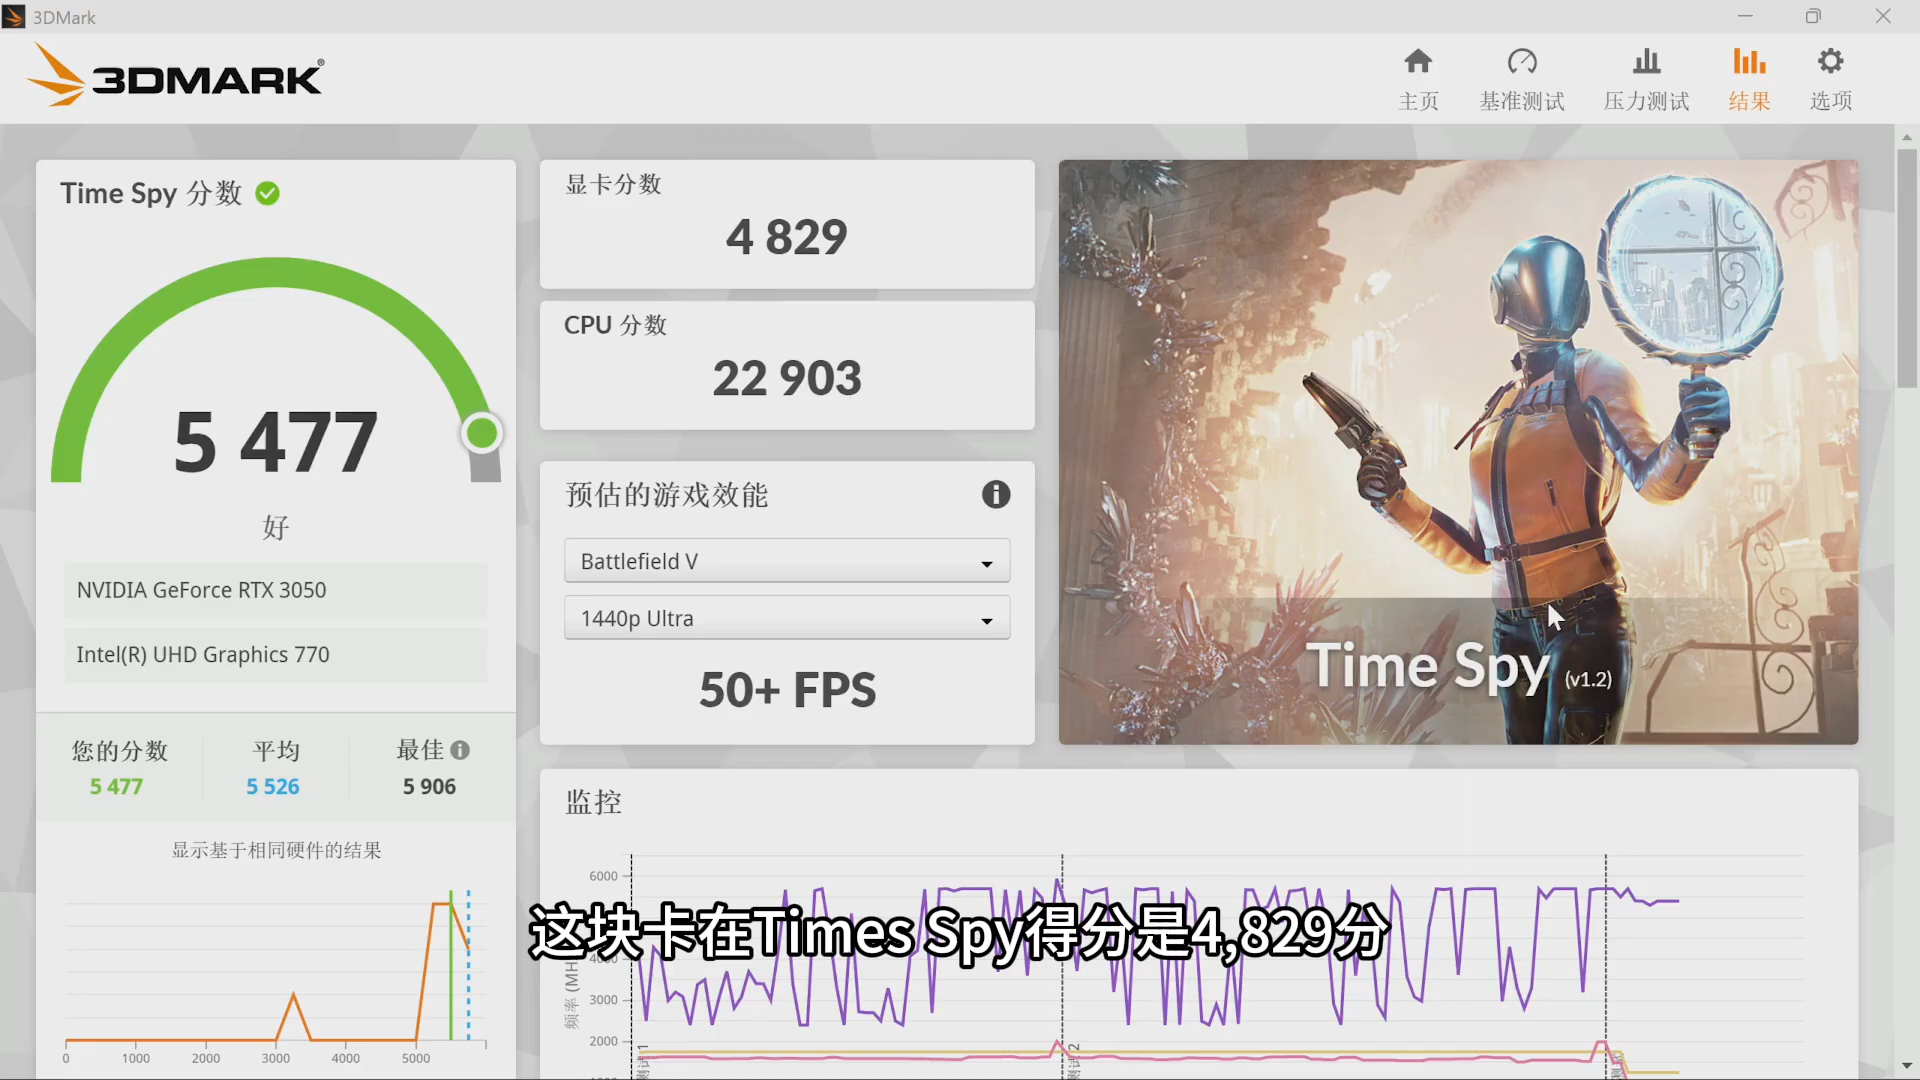 3DMark
3DMARK®
主页
基准测试
压力测试
结果
选项
Time Spy 分数
5 477
好
NVIDIA GeForce RTX 3050
Intel(R) UHD Graphics 770
您的分数
平均
最佳
5 477
5 526
5 906
显示基于相同硬件的结果
0
1000
2000
3000
4000
5000
显卡分数
4 829
CPU 分数
22 903
预估的游戏效能
Battlefield V
1440p Ultra
50+ FPS
Time Spy (v1.2)
监控
6000
4000
3000
2000
频率 (MH
这块卡在Times Spy得分是4,829分